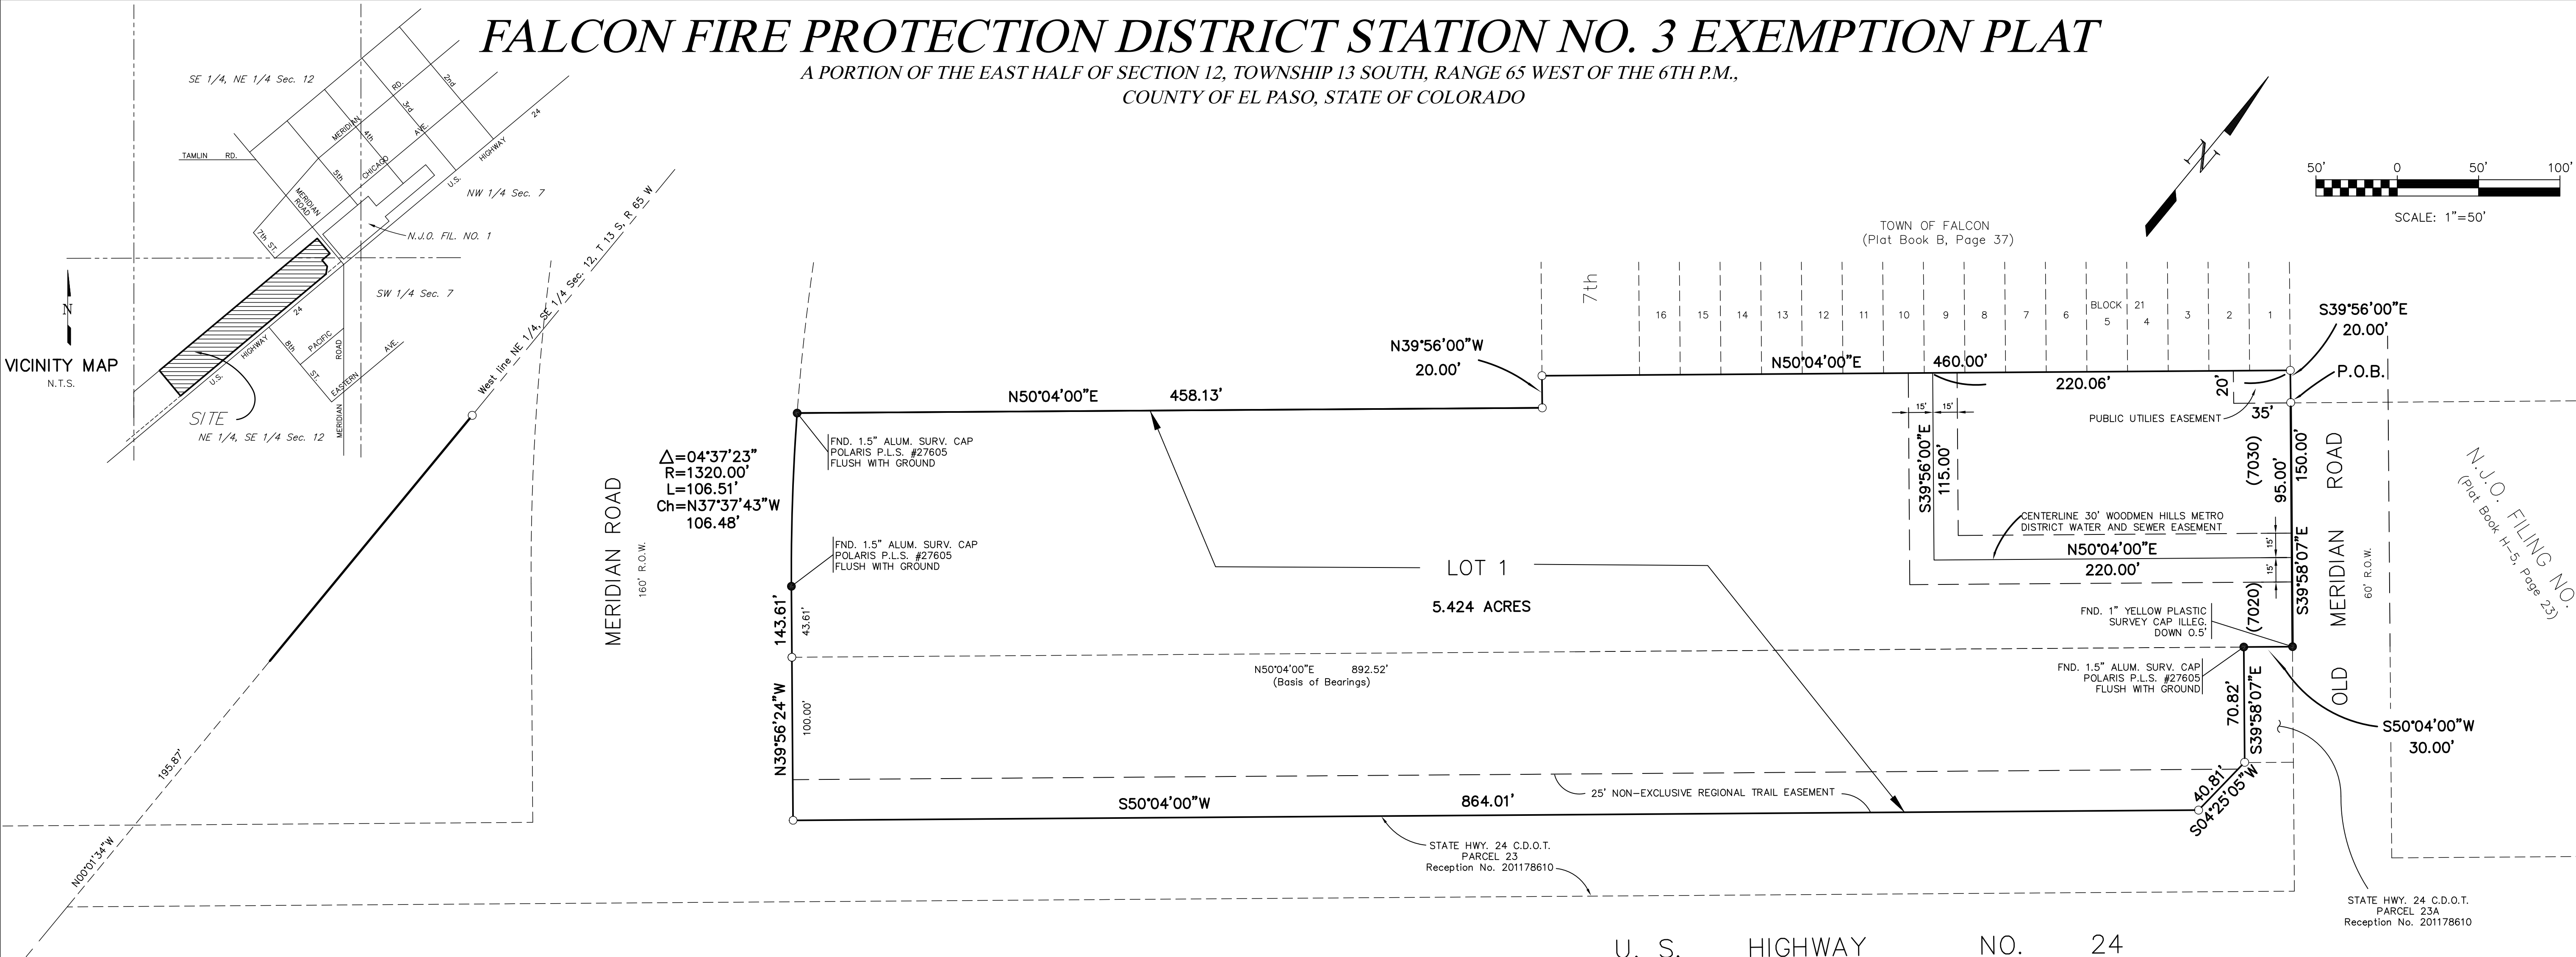 FALCON FIRE PROTECTION DISTRICT STATION NO. 3 EXEMPTION PLAT
A PORTION OF THE EAST HALF OF SECTION 12, TOWNSHIP 13 SOUTH, RANGE 65 WEST OF THE 6TH P.M.,
COUNTY OF EL PASO, STATE OF COLORADO
SE 1/4, NE 1/4 Sec. 12
MERIDIAN RD.
2nd
3rd
4th
5th
CHICAGO AVE.
U.S. HIGHWAY 24
TAMLIN RD.
MERIDIAN
ROAD
7th ST.
NW 1/4 Sec. 7
N.J.O. FIL. NO. 1
SW 1/4 Sec. 7
N
VICINITY MAP
N.T.S.
U.S. HIGHWAY 24
8th ST.
PACIFIC
EASTERN AVE.
MERIDIAN ROAD
SITE
NE 1/4, SE 1/4 Sec. 12
West line NE 1/4, SE 1/4 Sec. 12, T 13 S, R 65 W
195.87'
N00°01'34"W
N
50' 0 50' 100'
SCALE: 1"=50'
TOWN OF FALCON
(Plat Book B, Page 37)
7th
BLOCK 21
16 15 14 13 12 11 10 9 8 7 6 5 4 3 2 1
S39°56'00"E
20.00'
P.O.B.
N39°56'00"W
20.00'
N50°04'00"E 460.00'
220.06'
20'
35'
PUBLIC UTILIES EASEMENT
N50°04'00"E 458.13'
FND. 1.5" ALUM. SURV. CAP
POLARIS P.L.S. #27605
FLUSH WITH GROUND
Δ=04°37'23"
R=1320.00'
L=106.51'
Ch=N37°37'43"W
106.48'
MERIDIAN ROAD
160' R.O.W.
FND. 1.5" ALUM. SURV. CAP
POLARIS P.L.S. #27605
FLUSH WITH GROUND
15' 15'
S39°56'00"E
115.00'
CENTERLINE 30' WOODMEN HILLS METRO
DISTRICT WATER AND SEWER EASEMENT
N50°04'00"E
220.00'
15'
15'
(7030)
95.00'
150.00'
S39°58'07"E
(7020)
OLD MERIDIAN ROAD
60' R.O.W.
N.J.O. FILING NO.
(Plat Book H-5, Page 23)
LOT 1
5.424 ACRES
143.61'
43.61'
N39°56'24"W
100.00'
N50°04'00"E 892.52'
(Basis of Bearings)
FND. 1" YELLOW PLASTIC
SURVEY CAP ILLEG.
DOWN 0.5'
FND. 1.5" ALUM. SURV. CAP
POLARIS P.L.S. #27605
FLUSH WITH GROUND
70.82'
S39°58'07"E
S50°04'00"W
30.00'
40.81'
S04°25'05"W
25' NON-EXCLUSIVE REGIONAL TRAIL EASEMENT
S50°04'00"W 864.01'
STATE HWY. 24 C.D.O.T.
PARCEL 23
Reception No. 201178610
STATE HWY. 24 C.D.O.T.
PARCEL 23A
Reception No. 201178610
U. S. HIGHWAY NO. 24